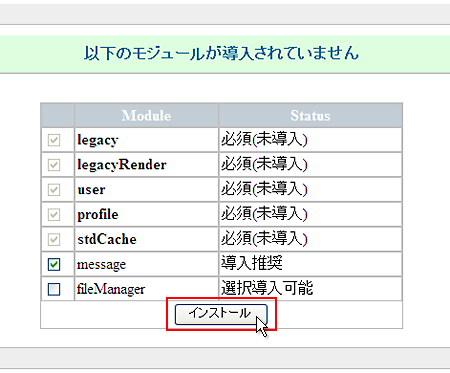 以下のモジュールが導入されていません
Module Status
legacy 必須(未導入)
legacyRender 必須(未導入)
user 必須(未導入)
profile 必須(未導入)
stdCache 必須(未導入)
message 導入推奨
fileManager 選択導入可能
インストール